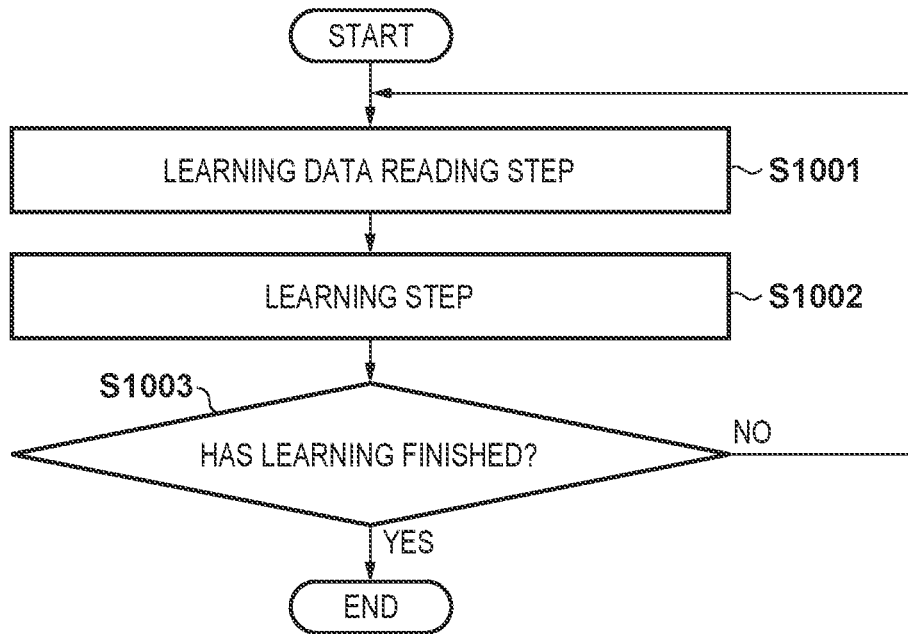 START
LEARNING DATA READING STEP
S1001
LEARNING STEP
S1002
S1003
HAS LEARNING FINISHED?
NO
YES
END